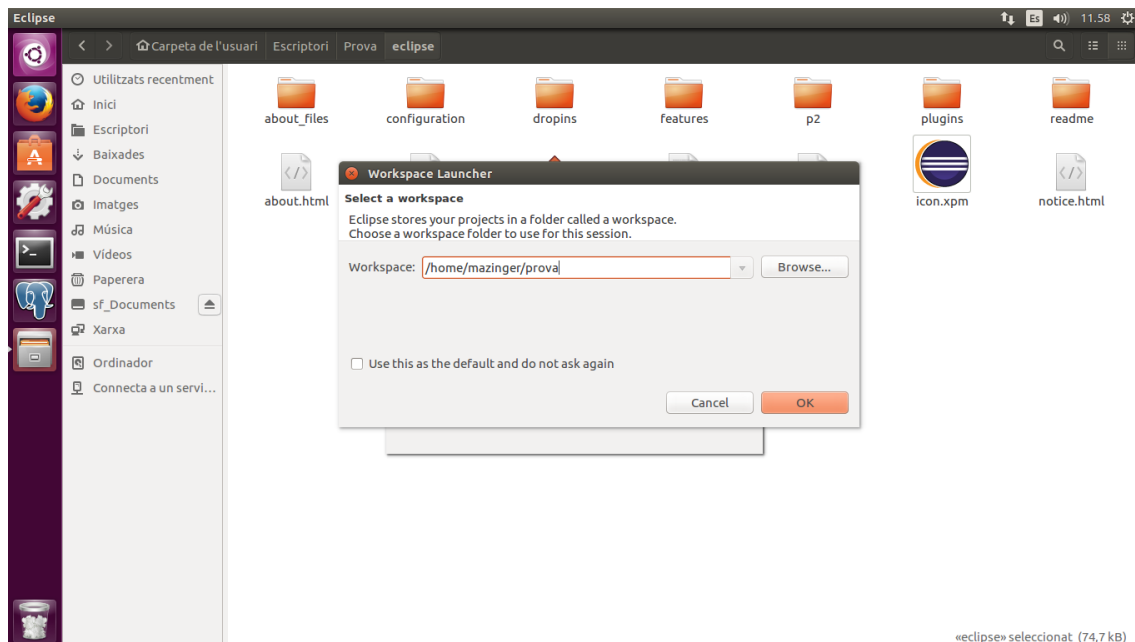 Eclipse
Es
11.58
Carpeta de l'usuari Escriptori Prova eclipse
Utilitzats recentment
Inici
Escriptori
Baixades
Documents
Imatges
Música
Vídeos
Paperera
sf_Documents
Xarxa
Ordinador
Connecta a un servi...
about_files configuration dropins features p2 plugins readme
about.html icon.xpm notice.html
Workspace Launcher
Select a workspace
Eclipse stores your projects in a folder called a workspace.
Choose a workspace folder to use for this session.
Workspace: /home/mazinger/prova Browse...
Use this as the default and do not ask again
Cancel OK
«eclipse» seleccionat (74,7 kB)